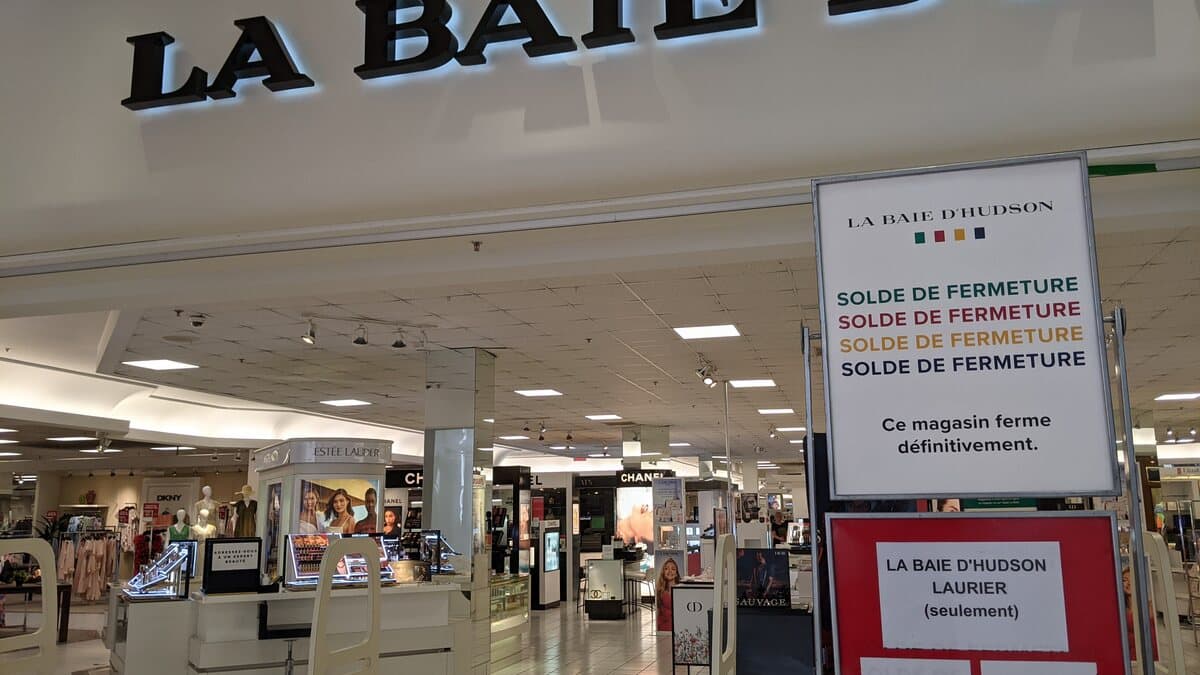 LA BAIE D
LA BAIE D'HUDSON
SOLDE DE FERMETURE
SOLDE DE FERMETURE
SOLDE DE FERMETURE
SOLDE DE FERMETURE
Ce magasin ferme
définitivement.
LA BAIE D'HUDSON
LAURIER
(seulement)
ESTÉE LAUDER
DKNY
CHANEL
SAUVAGE